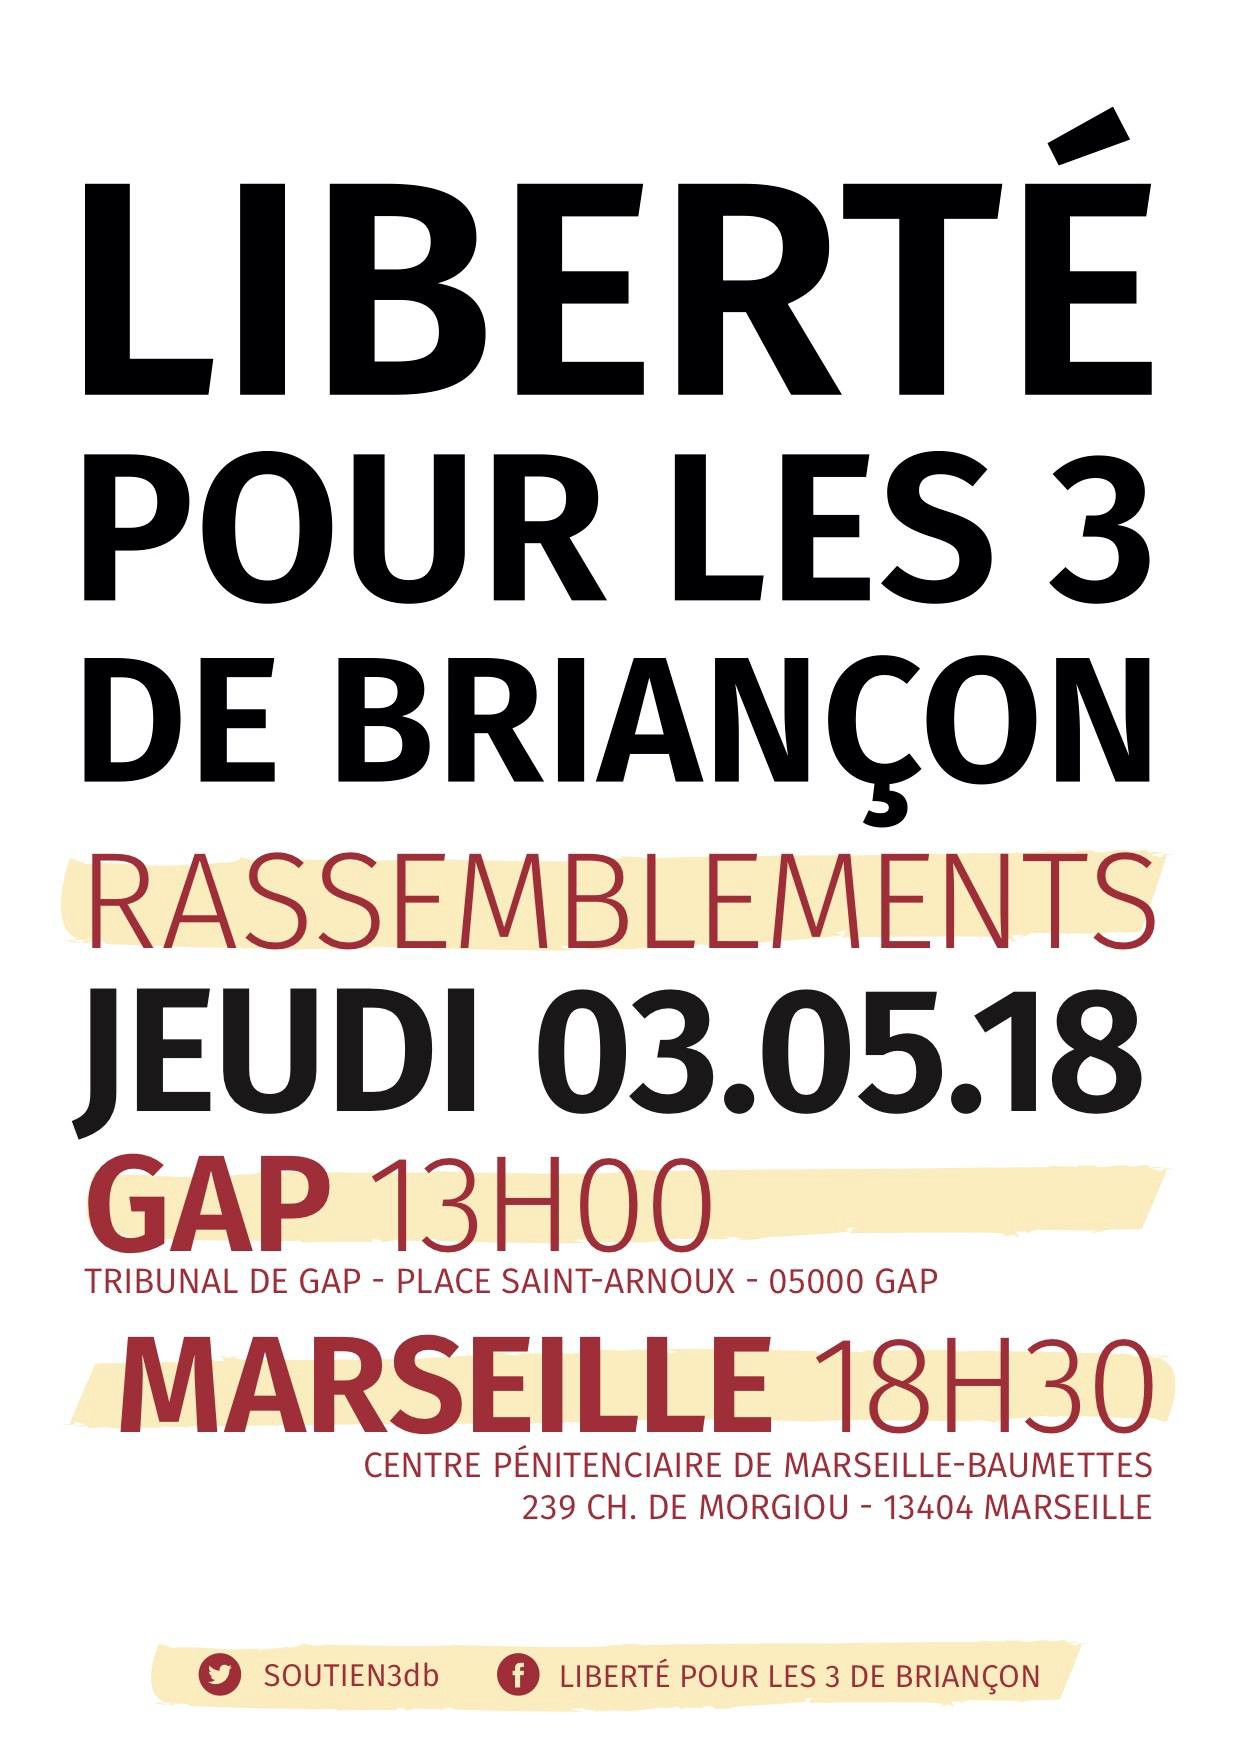 LIBERTÉ
POUR LES 3
DE BRIANÇON
RASSEMBLEMENTS
JEUDI 03.05.18
GAP 13H00
TRIBUNAL DE GAP - PLACE SAINT-ARNOUX - 05000 GAP
MARSEILLE 18H30
CENTRE PÉNITENCIAIRE DE MARSEILLE-BAUMETTES
239 CH. DE MORGIOU - 13404 MARSEILLE
SOUTIEN3db LIBERTÉ POUR LES 3 DE BRIANÇON